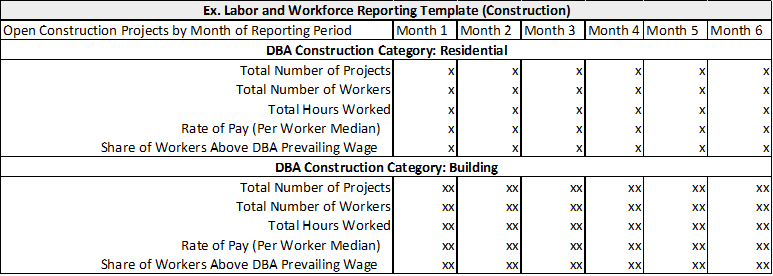 Ex. Labor and Workforce Reporting Template (Construction)
Open Construction Projects by Month of Reporting Period Month 1 Month 2 Month 3 Month 4 Month 5 Month 6
DBA Construction Category: Residential
Total Number of Projects x x x x x x
Total Number of Workers x x x x x x
Total Hours Worked x x x x x x
Rate of Pay (Per Worker Median) x x x x x x
Share of Workers Above DBA Prevailing Wage x x x x x x
DBA Construction Category: Building
Total Number of Projects xx xx xx xx xx xx
Total Number of Workers xx xx xx xx xx xx
Total Hours Worked xx xx xx xx xx xx
Rate of Pay (Per Worker Median) xx xx xx xx xx xx
Share of Workers Above DBA Prevailing Wage xx xx xx xx xx xx